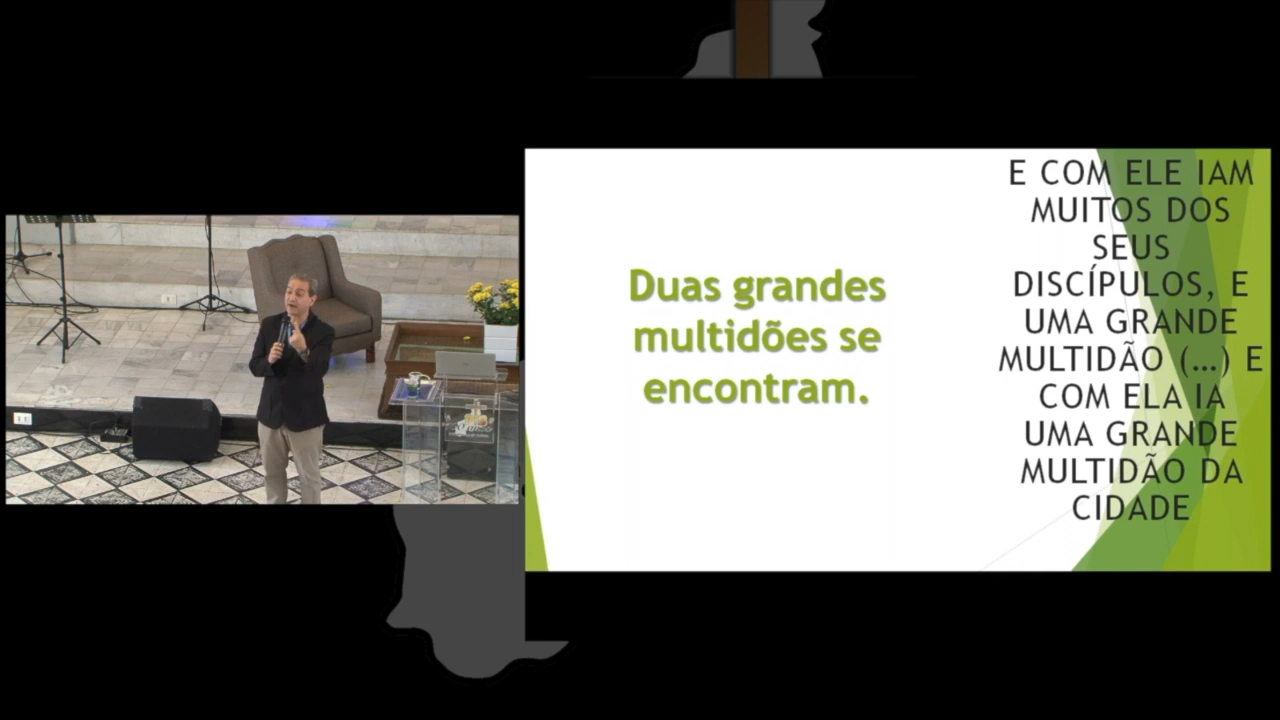 Duas grandes
multidões se
encontram.
E COM ELE IAM
MUITOS DOS
SEUS
DISCÍPULOS, E
UMA GRANDE
MULTIDÃO (...) E
COM ELA IA
UMA GRANDE
MULTIDÃO DA
CIDADE